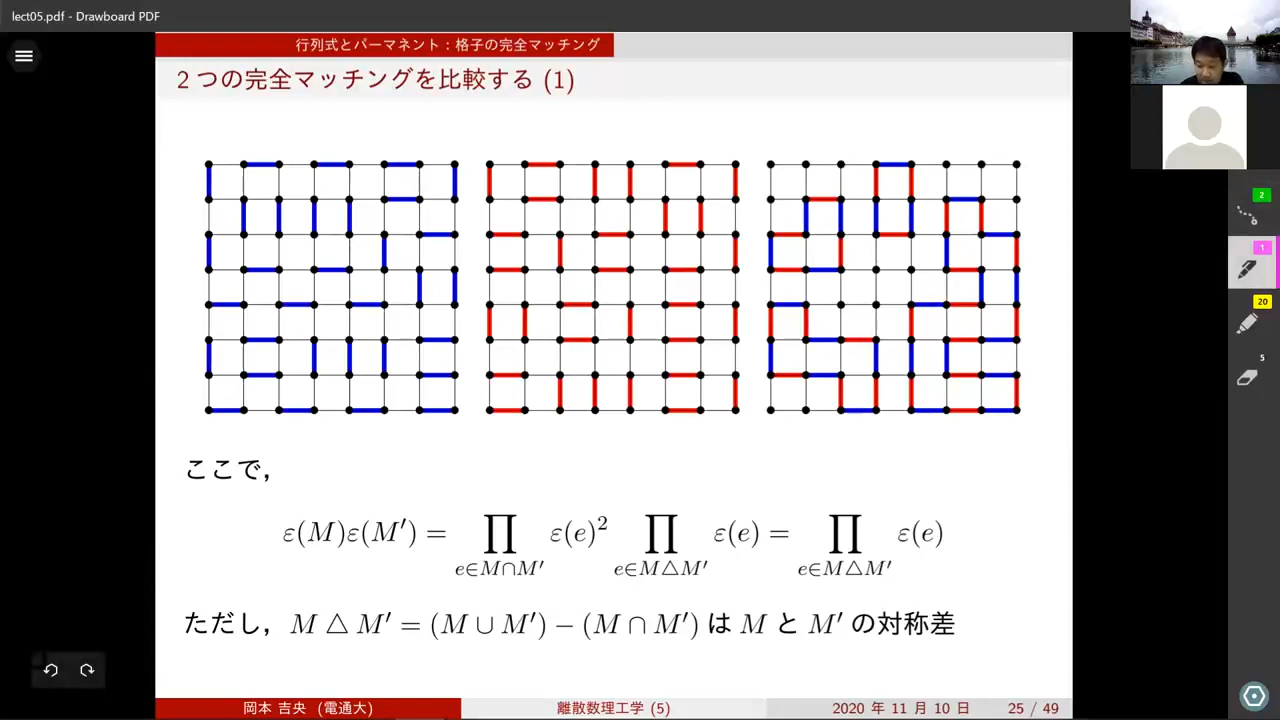 lect05.pdf - Drawboard PDF
行列式とパーマネント:格子の完全マッチング
2 つの完全マッチングを比較する (1)
2
1
20
5
ここで,
ε(M)ε(M′) = ∏_{e∈M∩M′} ε(e)² ∏_{e∈M△M′} ε(e) = ∏_{e∈M△M′} ε(e)
ただし, M △ M′ = (M ∪ M′) − (M ∩ M′) は M と M′ の対称差
岡本 吉央 (電通大) 離散数理工学 (5) 2020 年 11 月 10 日 25 / 49